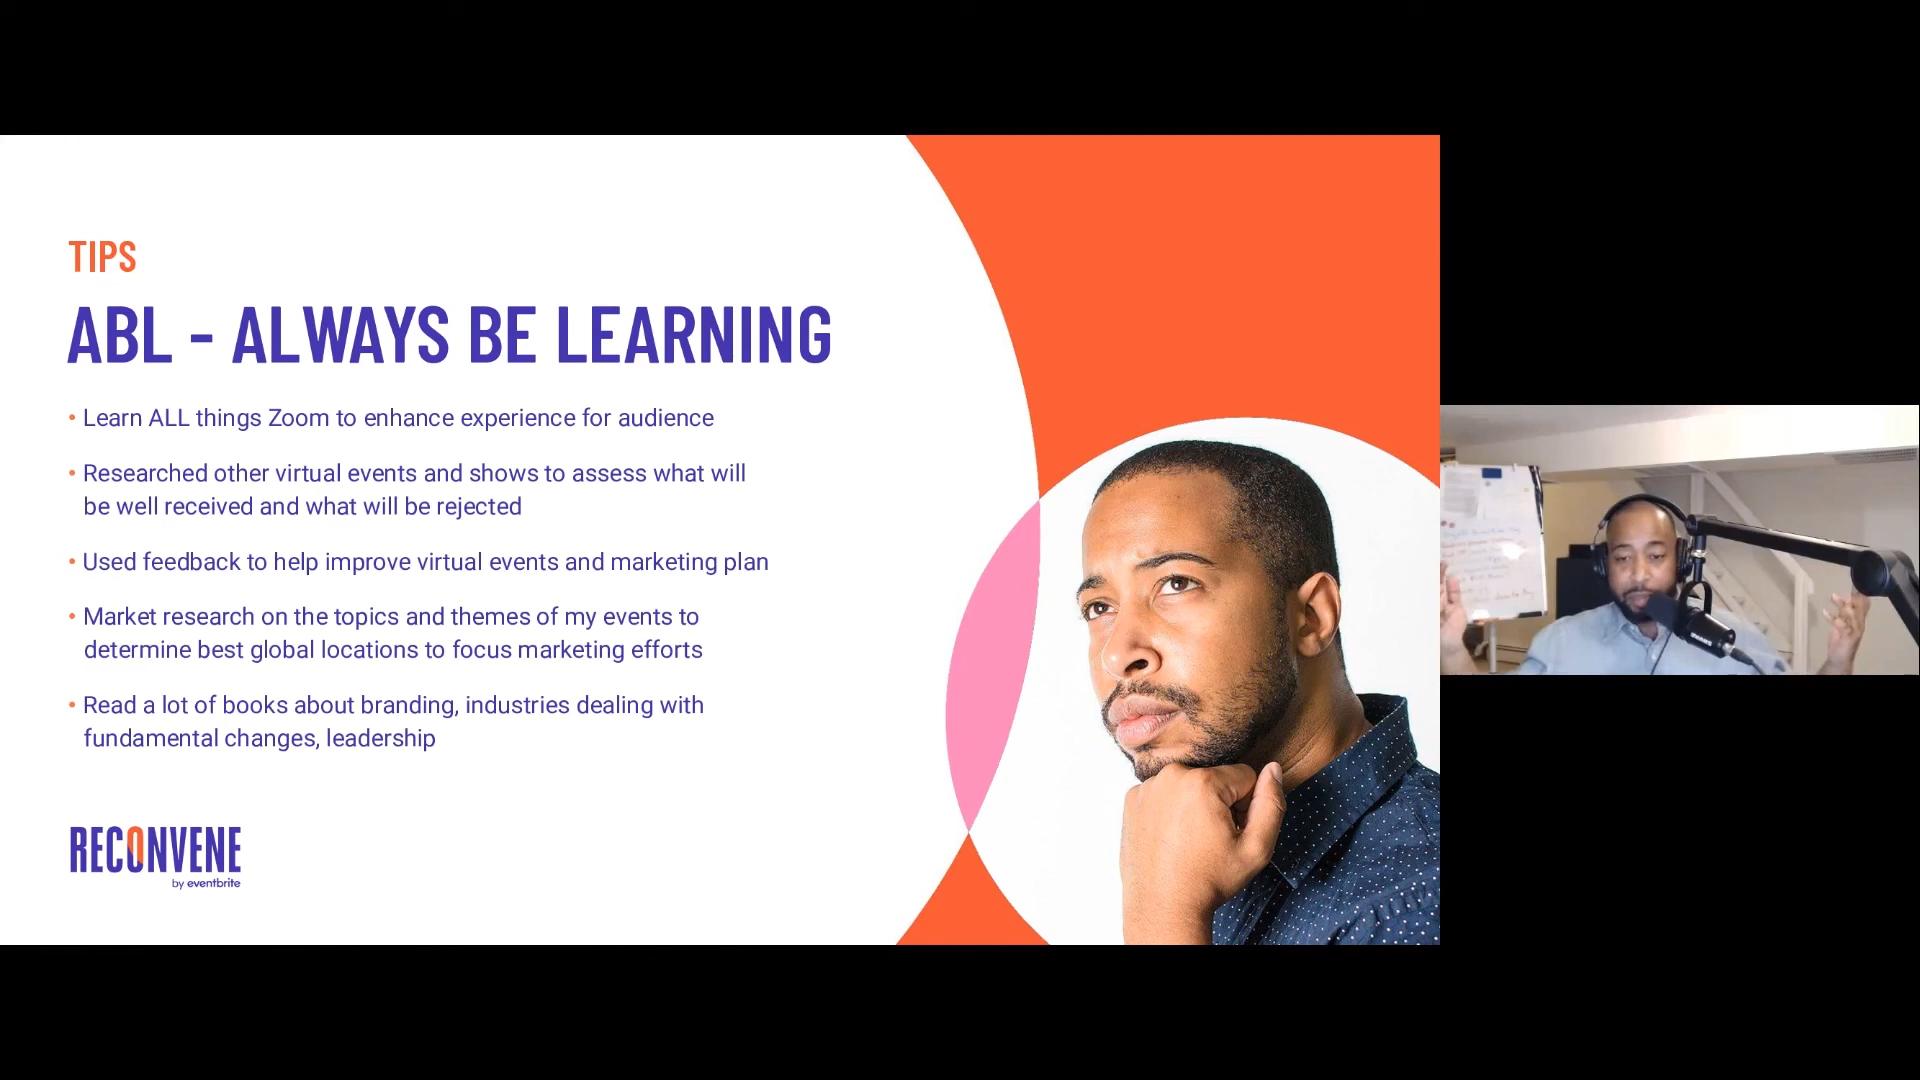 TIPS
ABL - ALWAYS BE LEARNING
• Learn ALL things Zoom to enhance experience for audience
• Researched other virtual events and shows to assess what will
be well received and what will be rejected
• Used feedback to help improve virtual events and marketing plan
• Market research on the topics and themes of my events to
determine best global locations to focus marketing efforts
• Read a lot of books about branding, industries dealing with
fundamental changes, leadership
RECONVENE
by eventbrite